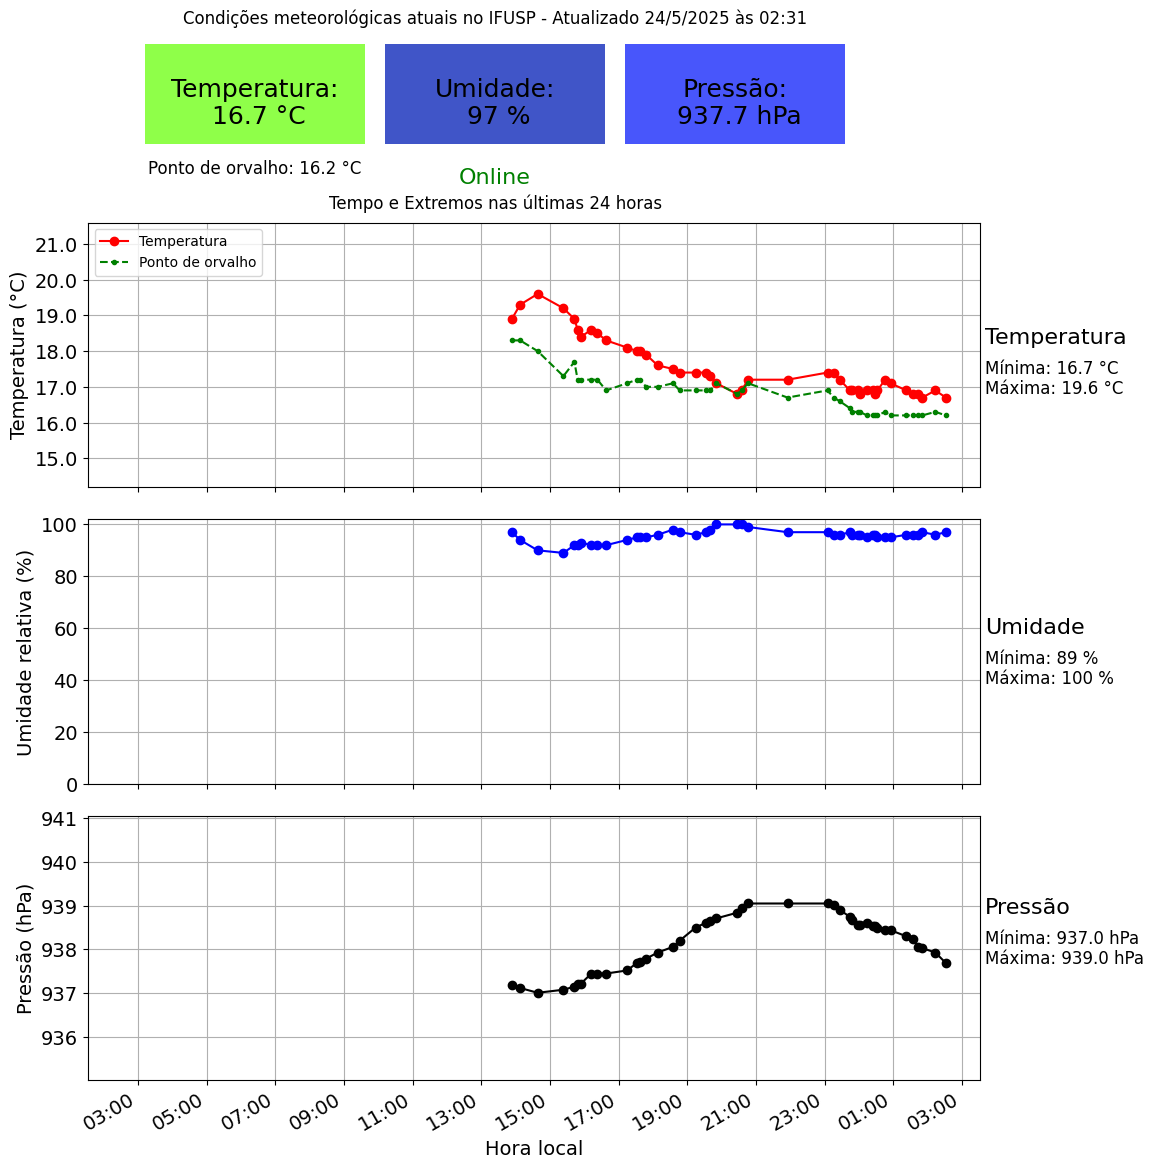 Condições meteorológicas atuais no IFUSP - Atualizado 24/5/2025 às 02:31
Temperatura:
16.7 °C
Umidade:
97 %
Pressão:
937.7 hPa
Ponto de orvalho: 16.2 °C
Online
Tempo e Extremos nas últimas 24 horas
Temperatura (°C)
21.0
20.0
19.0
18.0
17.0
16.0
15.0
Temperatura
Ponto de orvalho
Temperatura
Mínima: 16.7 °C
Máxima: 19.6 °C
Umidade relativa (%)
100
80
60
40
20
0
Umidade
Mínima: 89 %
Máxima: 100 %
Pressão (hPa)
941
940
939
938
937
936
Pressão
Mínima: 937.0 hPa
Máxima: 939.0 hPa
03:00 05:00 07:00 09:00 11:00 13:00 15:00 17:00 19:00 21:00 23:00 01:00 03:00
Hora local